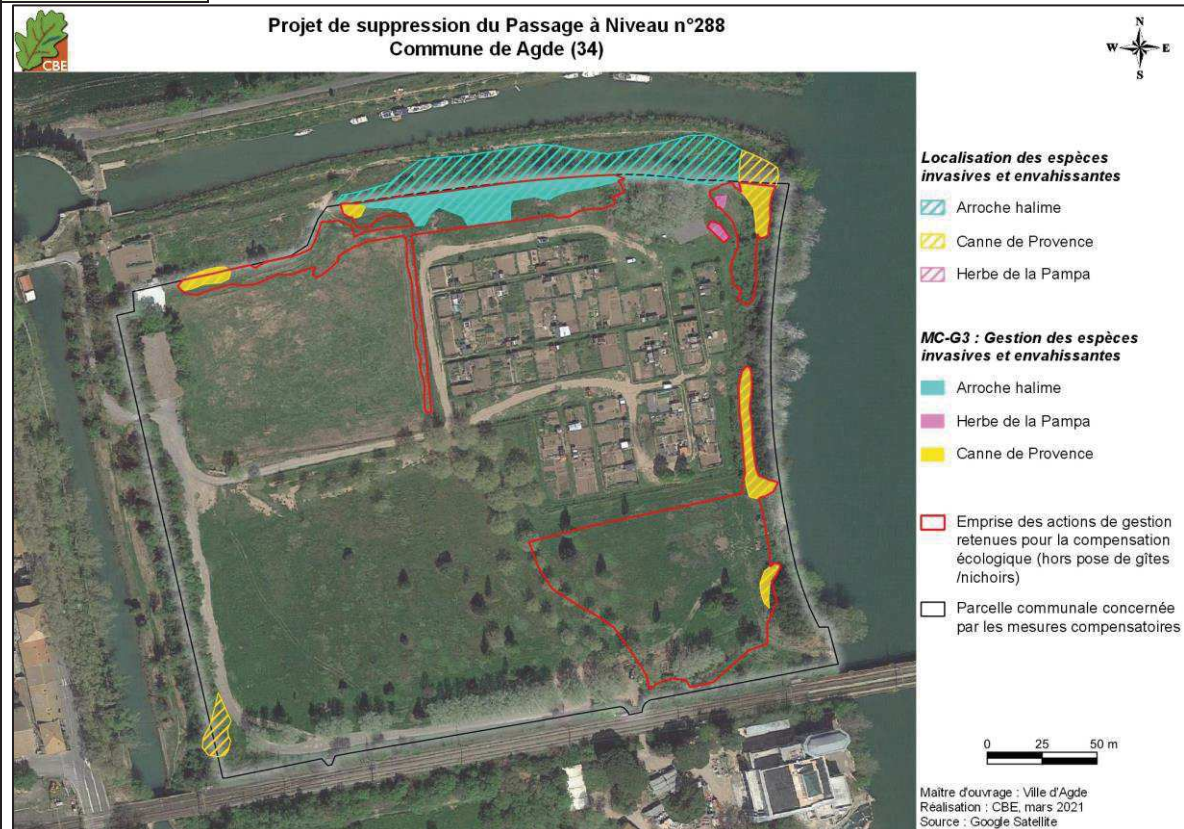 Projet de suppression du Passage à Niveau n°288
Commune de Agde (34)
CBE
N
W E
S
Localisation des espèces
invasives et envahissantes
Arroche halime
Canne de Provence
Herbe de la Pampa
MC-G3 : Gestion des espèces
invasives et envahissantes
Arroche halime
Herbe de la Pampa
Canne de Provence
Emprise des actions de gestion
retenues pour la compensation
écologique (hors pose de gîtes
/nichoirs)
Parcelle communale concernée
par les mesures compensatoires
0 25 50 m
Maître d'ouvrage : Ville d'Agde
Réalisation : CBE, mars 2021
Source : Google Satellite